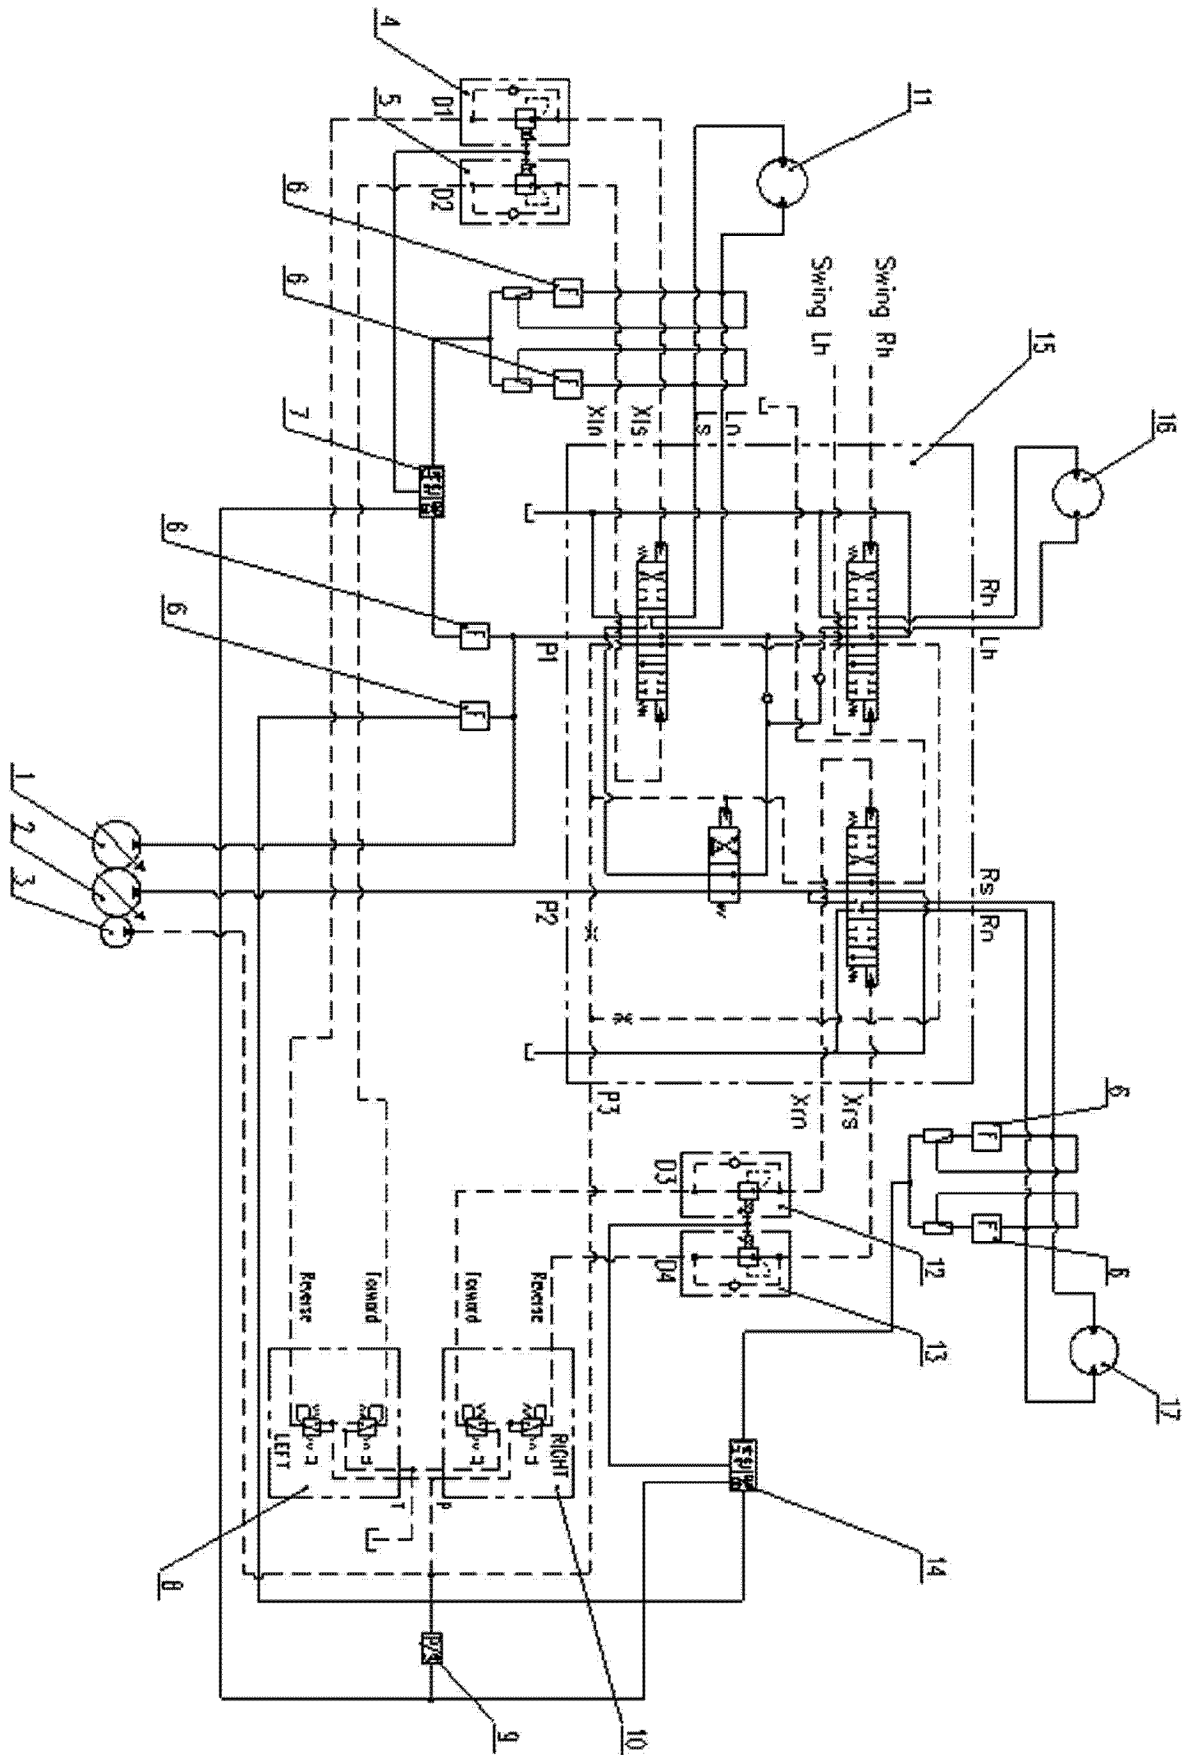 4
5
6
6
7
6
6
1
2
3
D1
D2
11
Swing Lh
Swing Rh
15
16
Xln
Xls
Ls
Ln
P1
Rh
Lh
P2
Rs
Rn
P3
Xrn
Xrs
D3
D4
6
6
12
13
17
14
Reverse
Forward
Forward
Reverse
LEFT
RIGHT
T
P
8
9
10